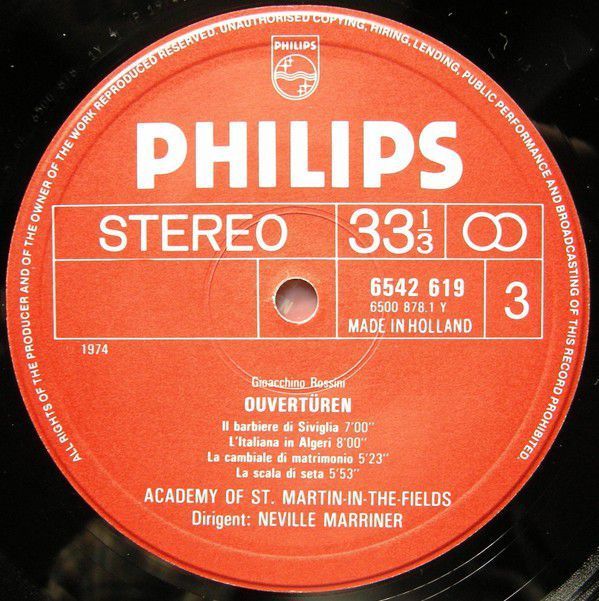 ALL RIGHTS OF THE PRODUCER AND OF THE OWNER OF THE WORK REPRODUCED RESERVED. UNAUTHORISED COPYING, HIRING, LENDING, PUBLIC PERFORMANCE AND BROADCASTING OF THIS RECORD PROHIBITED.
PHILIPS
PHILIPS
STEREO
33 1/3
6542 619
6500 878.1 Y
MADE IN HOLLAND
3
1974
Gioacchino Rossini
OUVERTÜREN
Il barbiere di Siviglia 7'00"
L'Italiana in Algeri 8'00"
La cambiale di matrimonio 5'23"
La scala di seta 5'53"
ACADEMY OF ST. MARTIN-IN-THE-FIELDS
Dirigent: NEVILLE MARRINER